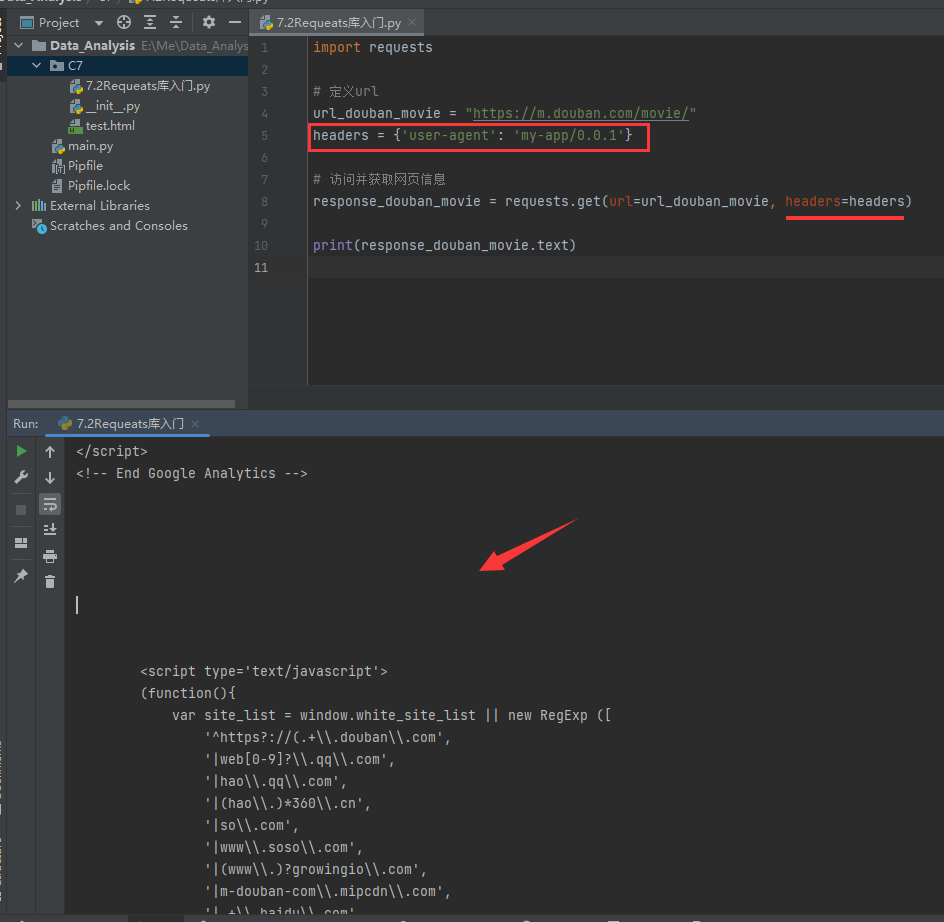 Project
7.2Requeats库入门.py
Data_Analysis E:\Me\Data_Analys
C7
7.2Requeats库入门.py
__init__.py
test.html
main.py
Pipfile
Pipfile.lock
External Libraries
Scratches and Consoles
1 import requests
2
3 # 定义url
4 url_douban_movie = "https://m.douban.com/movie/"
5 headers = {'user-agent': 'my-app/0.0.1'}
6
7 # 访问并获取网页信息
8 response_douban_movie = requests.get(url=url_douban_movie, headers=headers)
9
10 print(response_douban_movie.text)
11
Run: 7.2Requeats库入门
</script>
<!-- End Google Analytics -->
<script type='text/javascript'>
(function(){
var site_list = window.white_site_list || new RegExp ([
'^https?://(.+\\.douban\\.com',
'|web[0-9]?\\.qq\\.com',
'|hao\\.qq\\.com',
'|(hao\\.)*360\\.cn',
'|so\\.com',
'|www\\.soso\\.com',
'|(www\\.)?growingio\\.com',
'|m-douban-com\\.mipcdn\\.com',
'|.+\\.baidu\\.com'